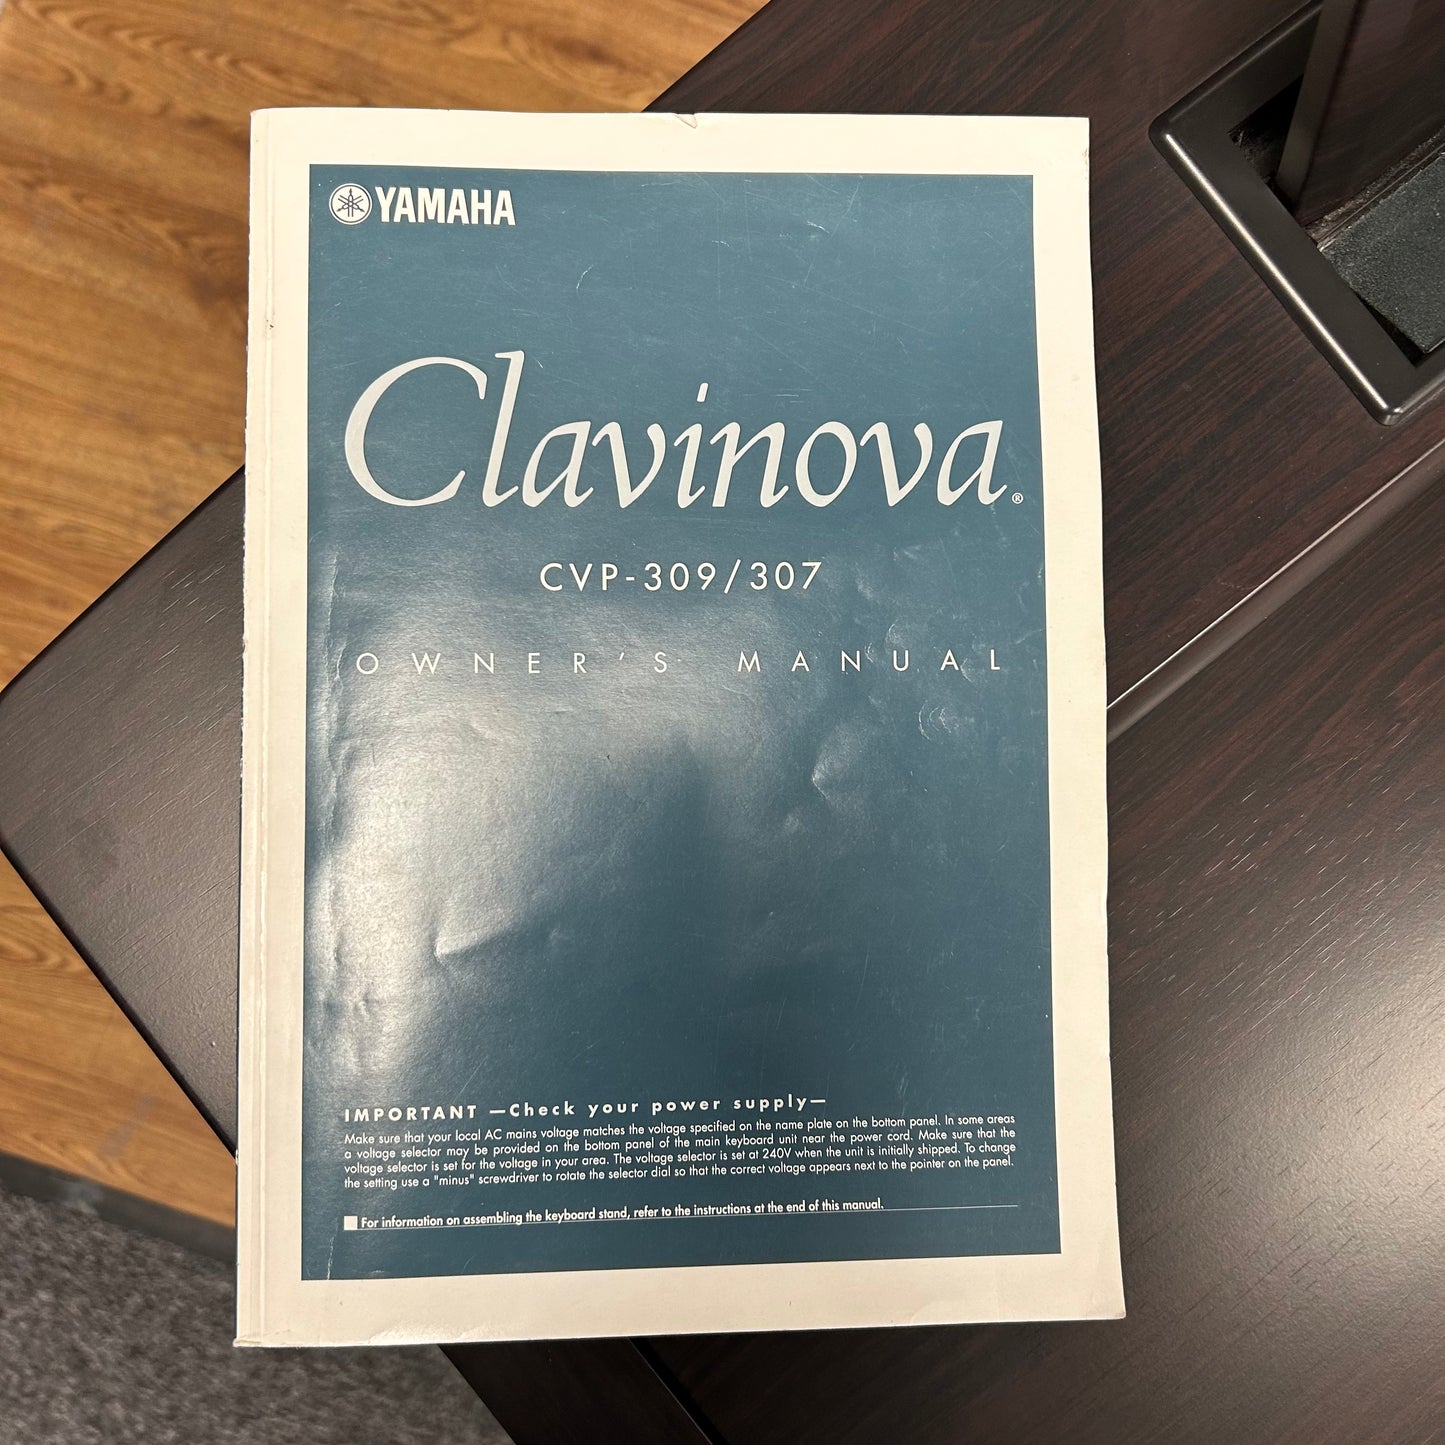 YAMAHA
Clavinova®
CVP-309/307
OWNER'S MANUAL
IMPORTANT —Check your power supply—
Make sure that your local AC mains voltage matches the voltage specified on the name plate on the bottom panel. In some areas
a voltage selector may be provided on the bottom panel of the main keyboard unit near the power cord. Make sure that the
voltage selector is set for the voltage in your area. The voltage selector is set at 240V when the unit is initially shipped. To change
the setting use a "minus" screwdriver to rotate the selector dial so that the correct voltage appears next to the pointer on the panel.
For information on assembling the keyboard stand, refer to the instructions at the end of this manual.